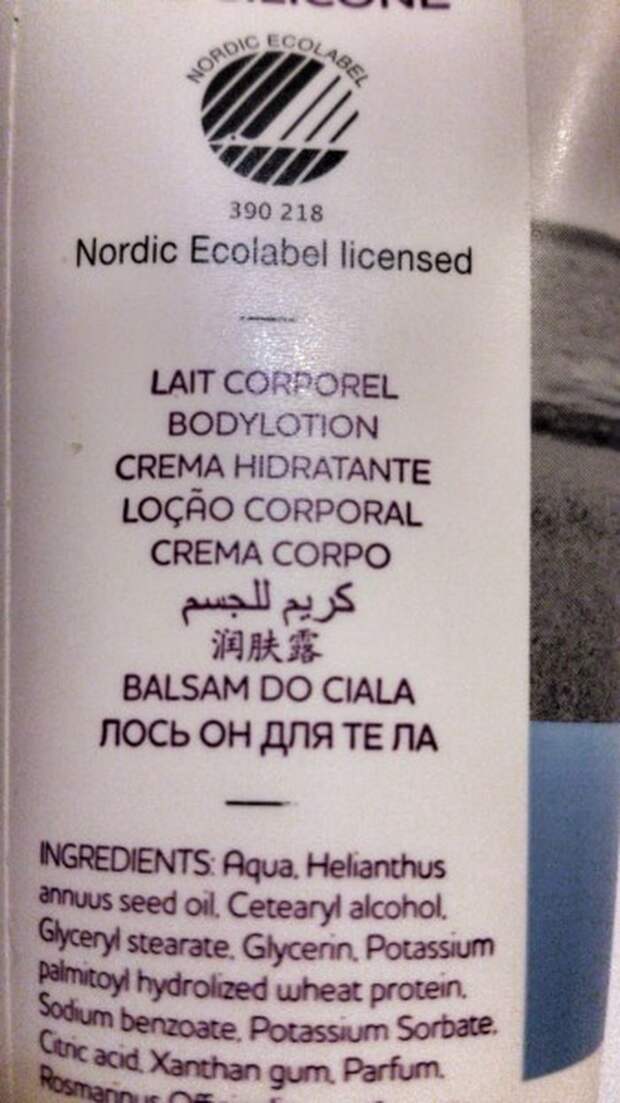 SILICONE
NORDIC ECOLABEL
390 218
Nordic Ecolabel licensed
LAIT CORPOREL
BODYLOTION
CREMA HIDRATANTE
LOÇÃO CORPORAL
CREMA CORPO
كريم للجسم
润肤露
BALSAM DO CIALA
ЛОСЬ ОН ДЛЯ ТЕ ЛА
INGREDIENTS: Aqua, Helianthus
annuus seed oil, Cetearyl alcohol,
Glyceryl stearate, Glycerin, Potassium
palmitoyl hydrolized wheat protein,
Sodium benzoate, Potassium Sorbate,
Citric acid, Xanthan gum, Parfum,
Rosmarinus